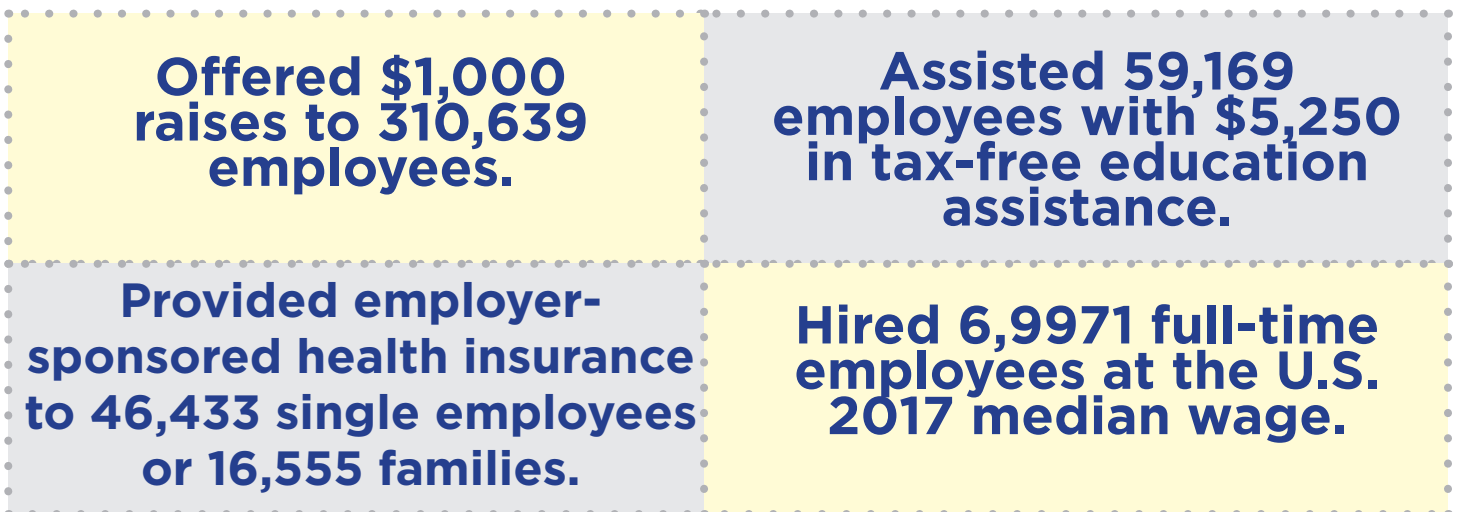 Offered $1,000
raises to 310,639
employees.
Assisted 59,169
employees with $5,250
in tax-free education
assistance.
Provided employer-
sponsored health insurance
to 46,433 single employees
or 16,555 families.
Hired 6,9971 full-time
employees at the U.S.
2017 median wage.